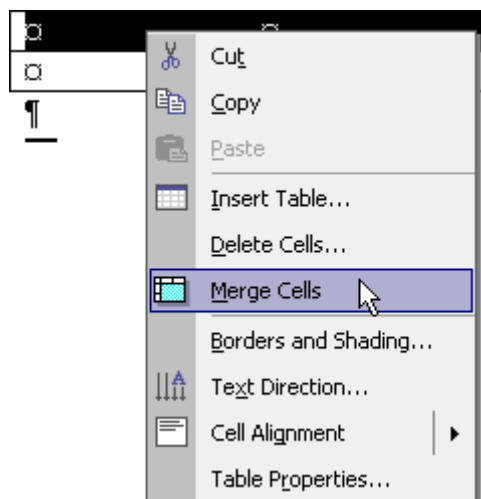 ¤ ¤
¤
¶
Cut
Copy
Paste
Insert Table...
Delete Cells...
Merge Cells
Borders and Shading...
Text Direction...
Cell Alignment
Table Properties...